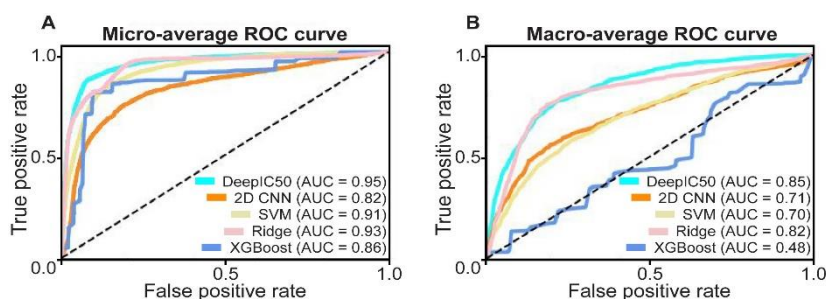 A
Micro-average ROC curve
True positive rate
1.0
0.5
0.0
DeepIC50 (AUC = 0.95)
2D CNN (AUC = 0.82)
SVM (AUC = 0.91)
Ridge (AUC = 0.93)
XGBoost (AUC = 0.86)
0.5
1.0
False positive rate
B
Macro-average ROC curve
True positive rate
1.0
0.5
0.0
DeepIC50 (AUC = 0.85)
2D CNN (AUC = 0.71)
SVM (AUC = 0.70)
Ridge (AUC = 0.82)
XGBoost (AUC = 0.48)
0.5
1.0
False positive rate